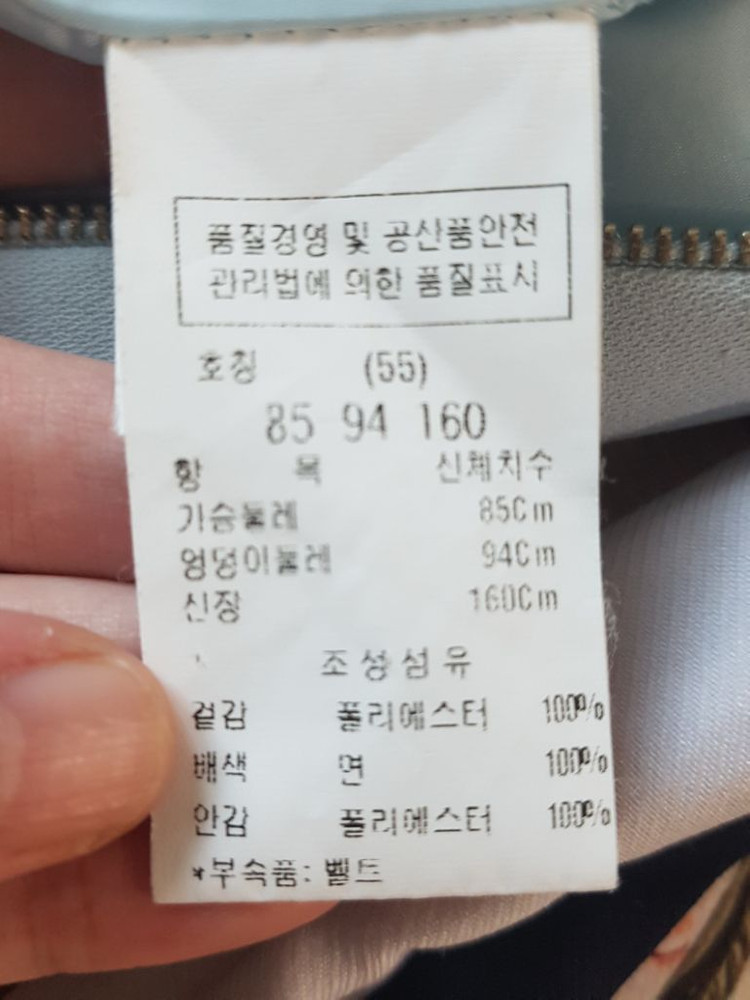 품질경영 및 공산품안전
관리법에 의한 품질표시
호칭 (55)
85 94 160
항 목 신체치수
가슴둘레 85Cm
엉덩이둘레 94Cm
신장 160Cm
조성섬유
겉감 폴리에스터 100%
배색 면 100%
안감 폴리에스터 100%
*부속품: 벨트